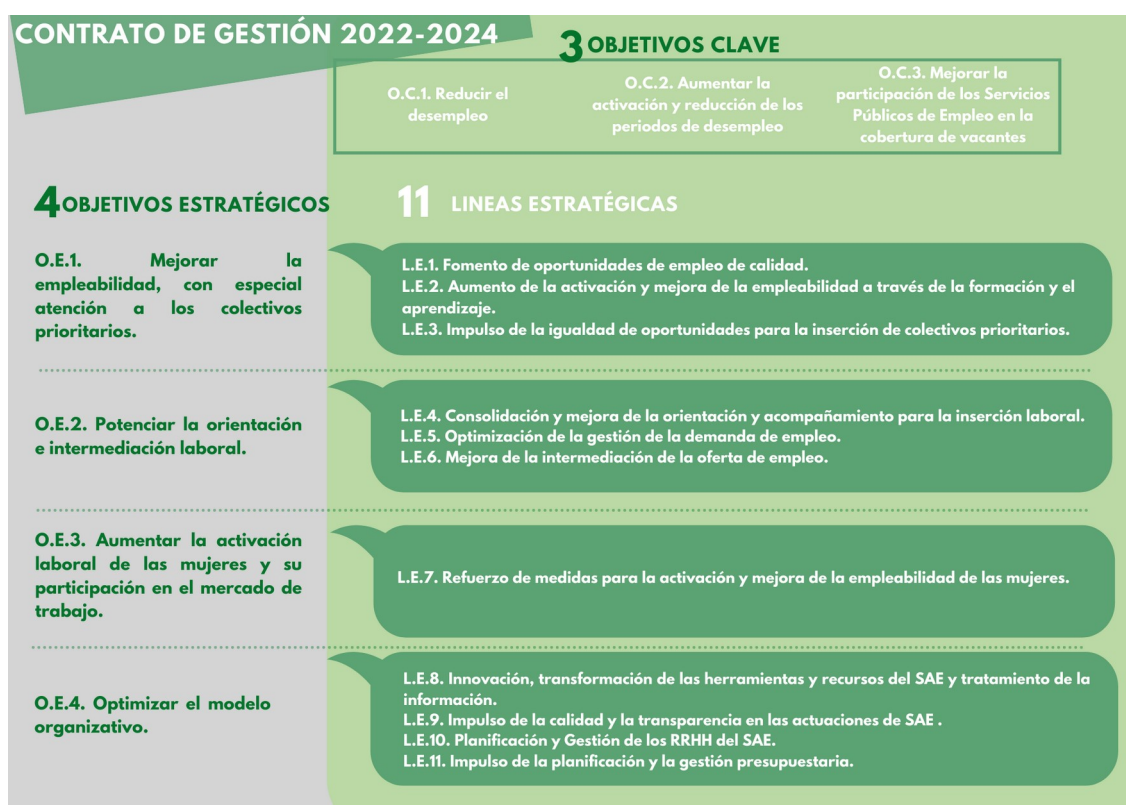 CONTRATO DE GESTIÓN 2022-2024
3 OBJETIVOS CLAVE
O.C.1. Reducir el
desempleo
O.C.2. Aumentar la
activación y reducción de los
periodos de desempleo
O.C.3. Mejorar la
participación de los Servicios
Públicos de Empleo en la
cobertura de vacantes
4 OBJETIVOS ESTRATÉGICOS
11 LINEAS ESTRATÉGICAS
O.E.1. Mejorar la
empleabilidad, con especial
atención a los colectivos
prioritarios.
L.E.1. Fomento de oportunidades de empleo de calidad.
L.E.2. Aumento de la activación y mejora de la empleabilidad a través de la formación y el
aprendizaje.
L.E.3. Impulso de la igualdad de oportunidades para la inserción de colectivos prioritarios.
O.E.2. Potenciar la orientación
e intermediación laboral.
L.E.4. Consolidación y mejora de la orientación y acompañamiento para la inserción laboral.
L.E.5. Optimización de la gestión de la demanda de empleo.
L.E.6. Mejora de la intermediación de la oferta de empleo.
O.E.3. Aumentar la activación
laboral de las mujeres y su
participación en el mercado de
trabajo.
L.E.7. Refuerzo de medidas para la activación y mejora de la empleabilidad de las mujeres.
O.E.4. Optimizar el modelo
organizativo.
L.E.8. Innovación, transformación de las herramientas y recursos del SAE y tratamiento de la
información.
L.E.9. Impulso de la calidad y la transparencia en las actuaciones de SAE .
L.E.10. Planificación y Gestión de los RRHH del SAE.
L.E.11. Impulso de la planificación y la gestión presupuestaria.